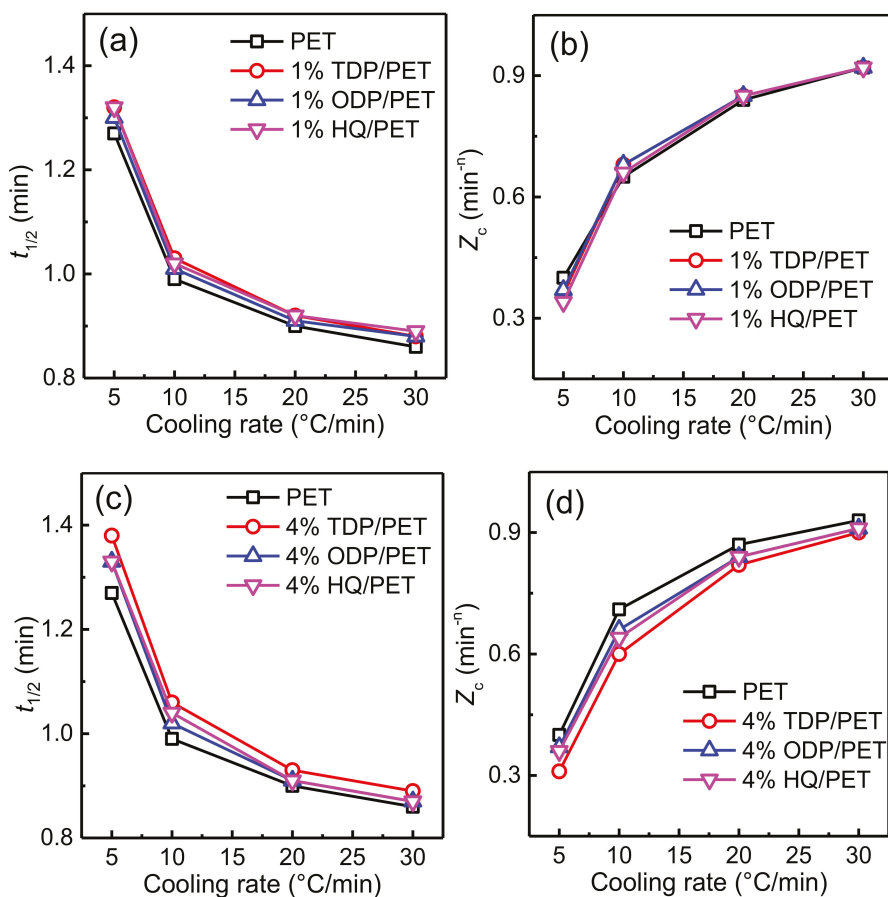 (a)
PET
1% TDP/PET
1% ODP/PET
1% HQ/PET
1.4
1.2
1.0
0.8
t1/2 (min)
5 10 15 20 25 30
Cooling rate (°C/min)
(b)
0.9
0.6
0.3
Zc (min-n)
PET
1% TDP/PET
1% ODP/PET
1% HQ/PET
5 10 15 20 25 30
Cooling rate (°C/min)
(c)
PET
4% TDP/PET
4% ODP/PET
4% HQ/PET
1.4
1.2
1.0
0.8
t1/2 (min)
5 10 15 20 25 30
Cooling rate (°C/min)
(d)
0.9
0.6
0.3
Zc (min-n)
PET
4% TDP/PET
4% ODP/PET
4% HQ/PET
5 10 15 20 25 30
Cooling rate (°C/min)